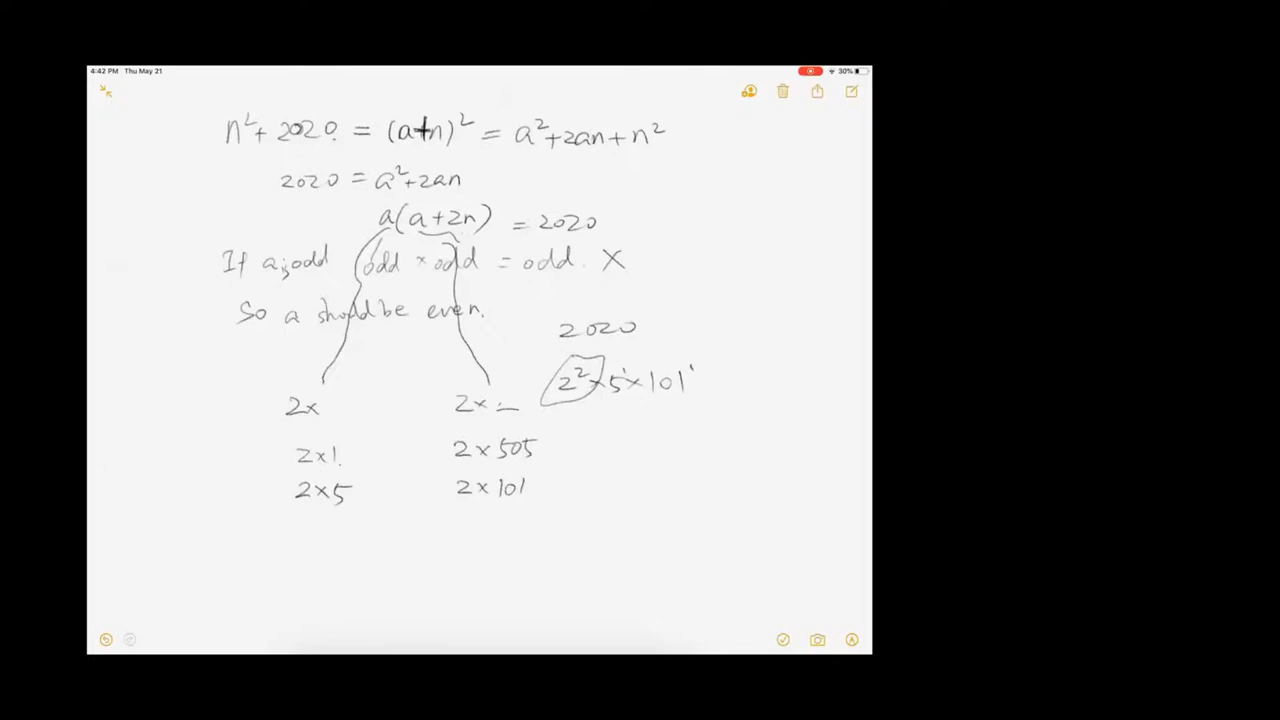 4:42 PM Thu May 21
30%
n² + 2020 = (a+n)² = a² + 2an + n²
2020 = a² + 2an
a(a+2n) = 2020
If a; odd (odd × odd = odd. X
So a should be even.
2020
2² × 5¹ × 101¹
2× 2× _
2×1. 2×505
2×5 2×101